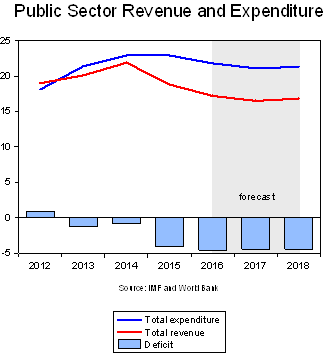 Public Sector Revenue and Expenditure
25
20
15
10
5
0
-5
forecast
2012 2013 2014 2015 2016 2017 2018
Source: IMF and World Bank
Total expenditure
Total revenue
Deficit